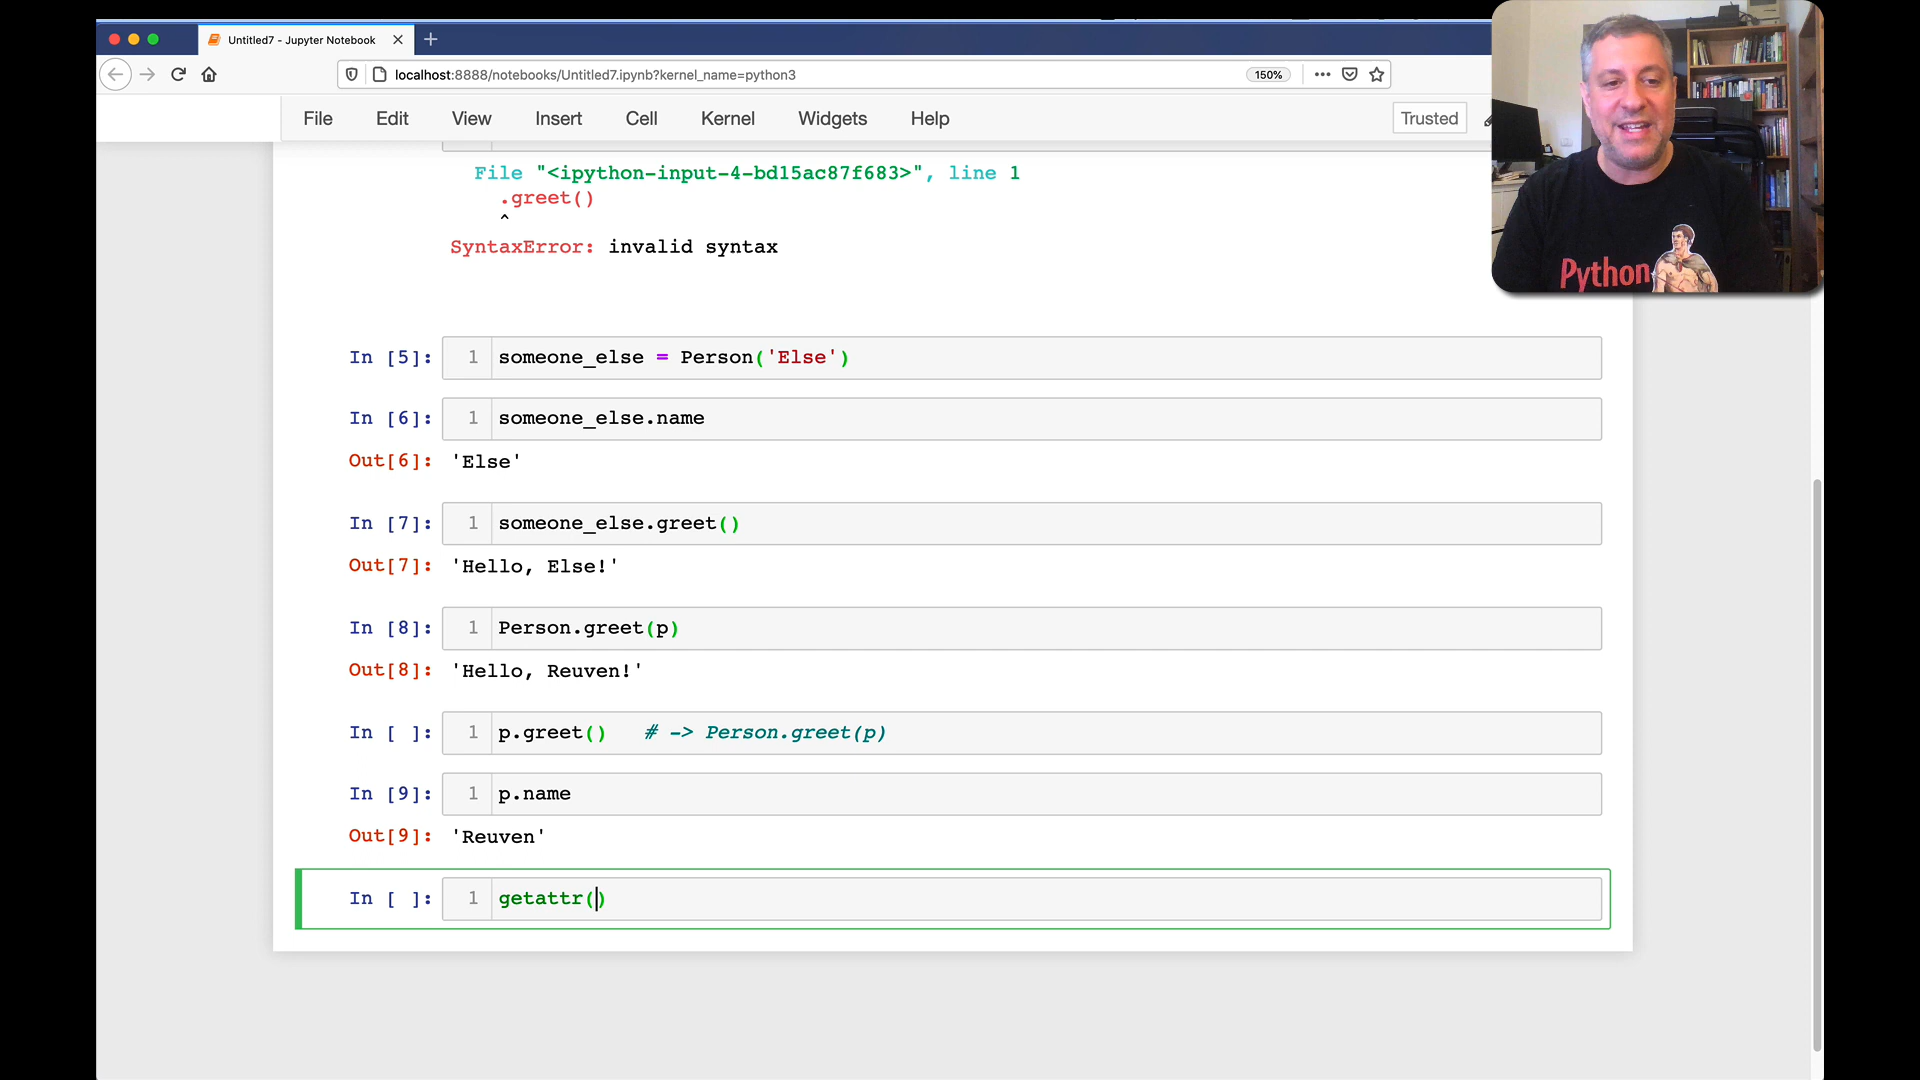 Untitled7 - Jupyter Notebook
localhost:8888/notebooks/Untitled7.ipynb?kernel_name=python3
150%
File Edit View Insert Cell Kernel Widgets Help
Trusted
File "<ipython-input-4-bd15ac87f683>", line 1
.greet()
^
SyntaxError: invalid syntax
Python
In [5]: 1 someone_else = Person('Else')
In [6]: 1 someone_else.name
Out[6]: 'Else'
In [7]: 1 someone_else.greet()
Out[7]: 'Hello, Else!'
In [8]: 1 Person.greet(p)
Out[8]: 'Hello, Reuven!'
In [ ]: 1 p.greet() # -> Person.greet(p)
In [9]: 1 p.name
Out[9]: 'Reuven'
In [ ]: 1 getattr()